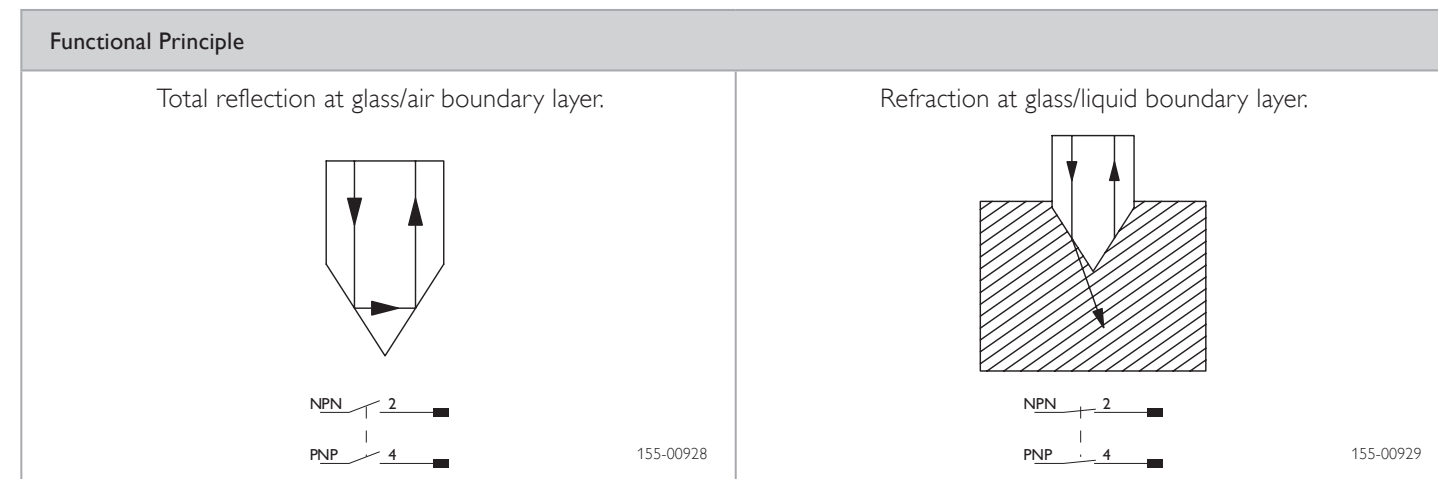 Functional Principle
Total reflection at glass/air boundary layer.
NPN 2
PNP 4
155-00928
Refraction at glass/liquid boundary layer.
NPN 2
PNP 4
155-00929